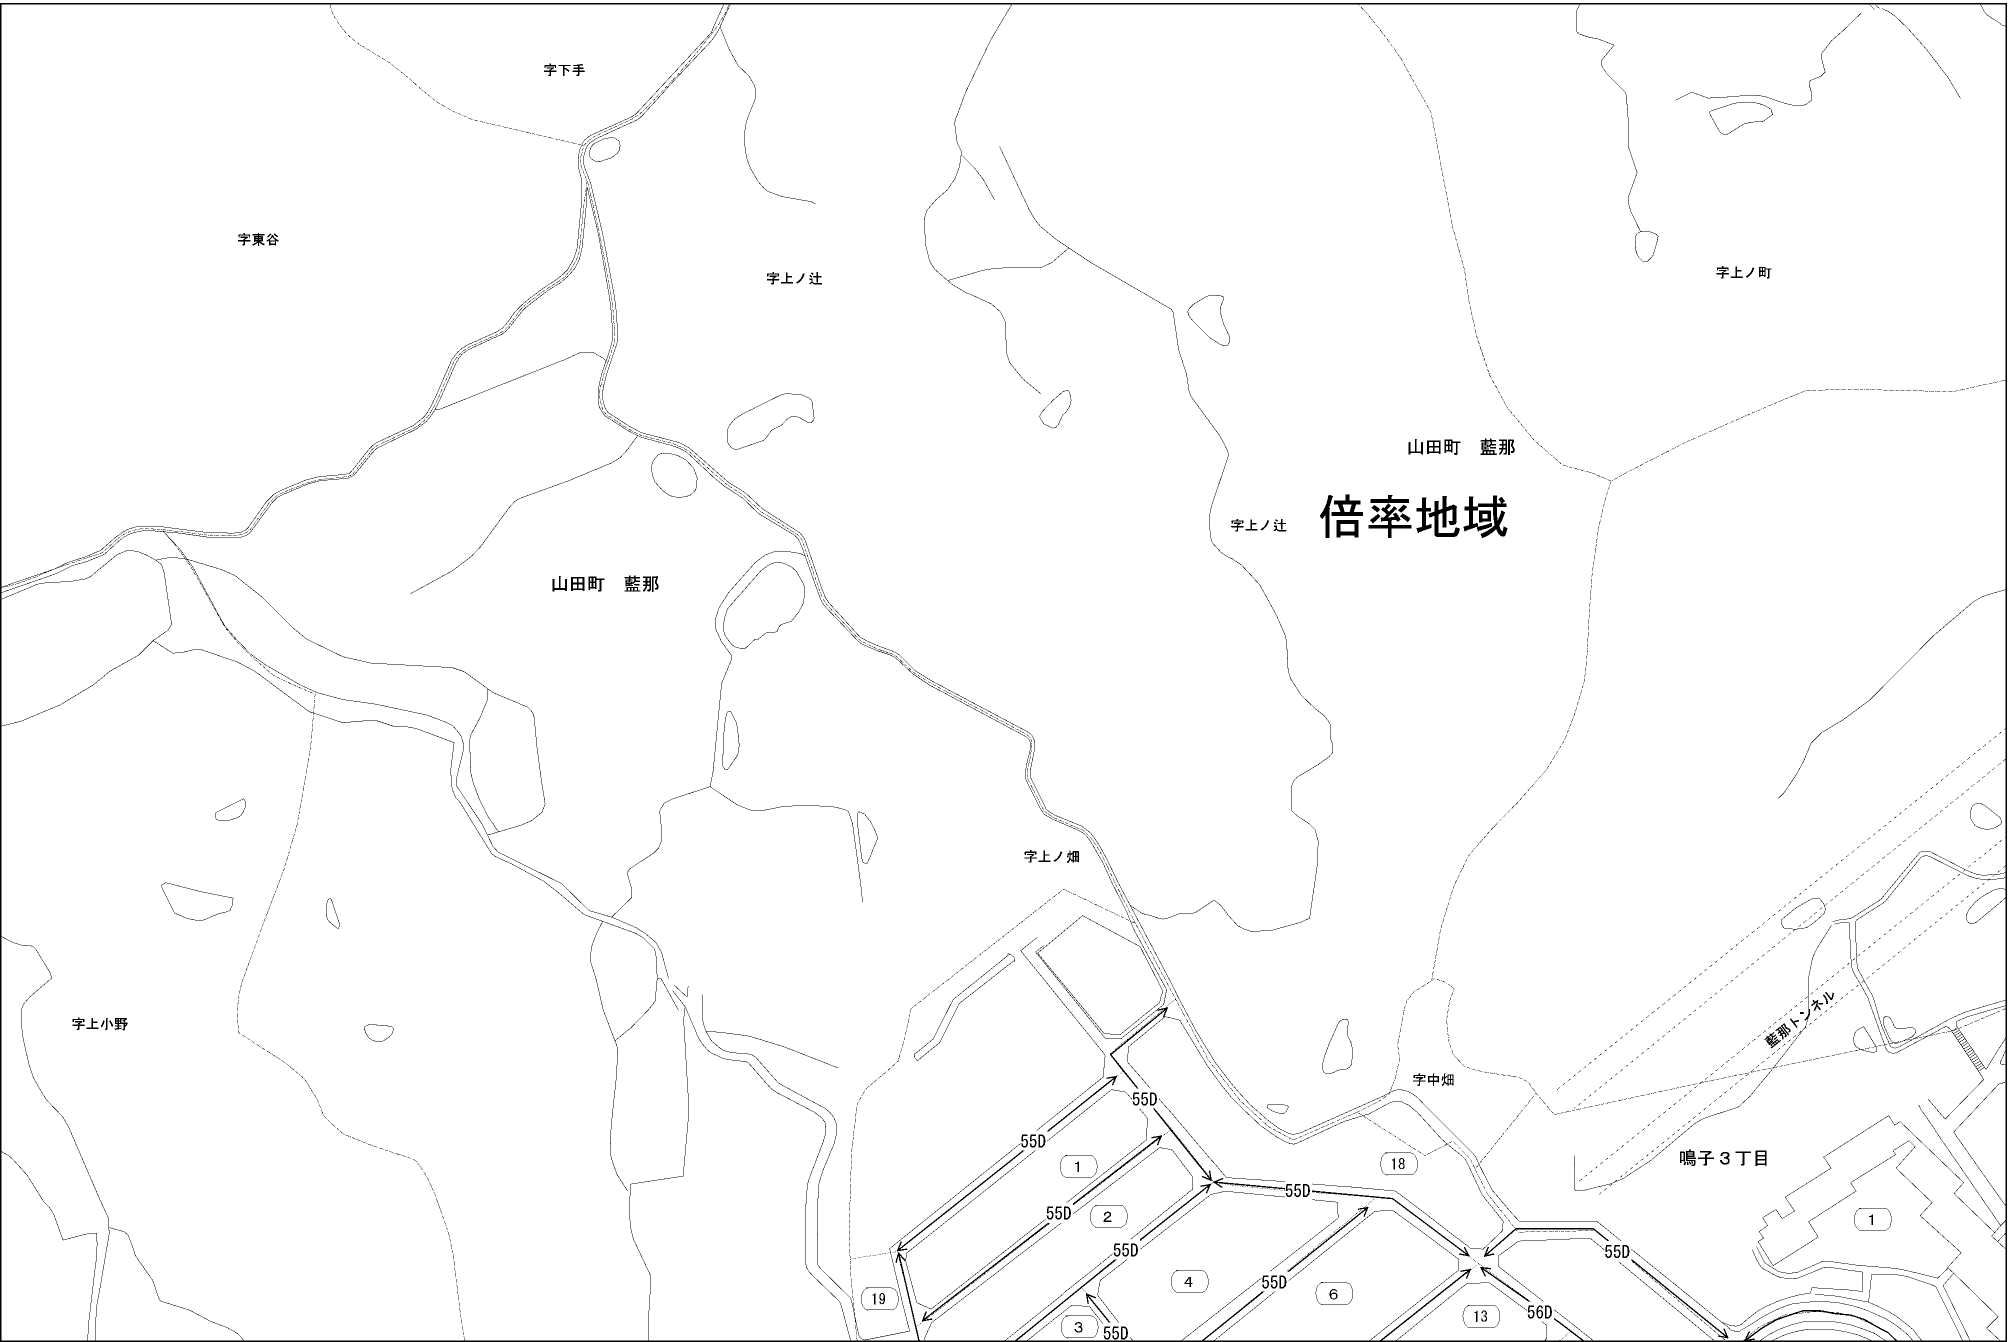 字下手
字東谷
字上ノ辻
字上ノ町
山田町　藍那
字上ノ辻
倍率地域
山田町　藍那
字上ノ畑
字上小野
藍那トンネル
字中畑
55D
55D
1
18
鳴子３丁目
55D
55D
2
1
55D
55D
4
55D
6
19
3
55D
13
56D